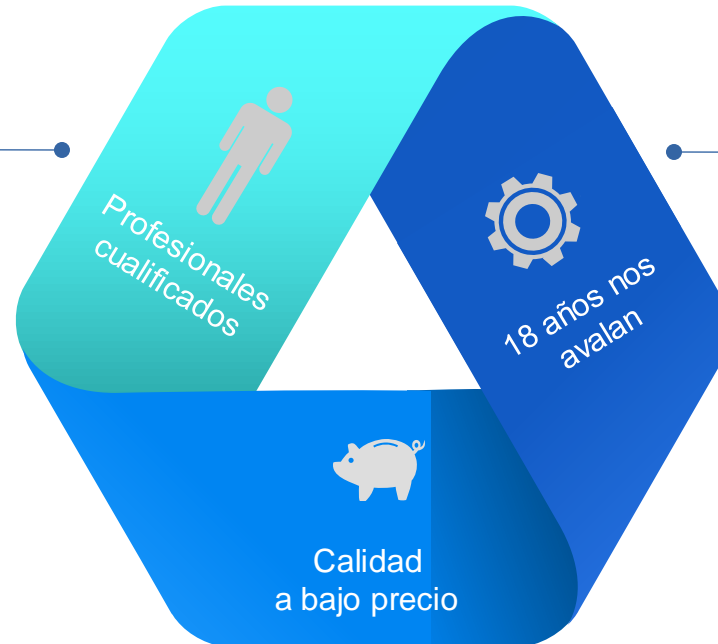 Profesionales
cualificados
18 años nos
avalan
Calidad
a bajo precio